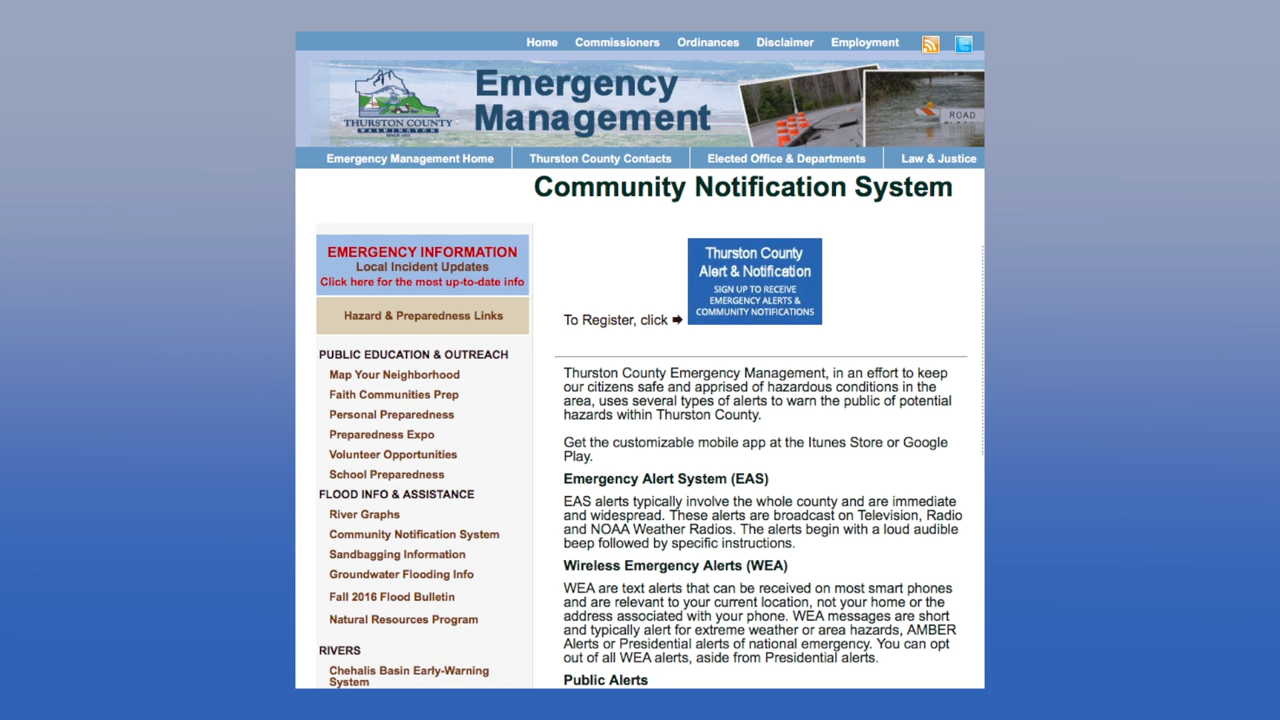 Home Commissioners Ordinances Disclaimer Employment
Emergency
Management
THURSTON COUNTY
WASHINGTON
SINCE 1852
ROAD
Emergency Management Home Thurston County Contacts Elected Office & Departments Law & Justice
Community Notification System
EMERGENCY INFORMATION
Local Incident Updates
Click here for the most up-to-date info
Hazard & Preparedness Links
PUBLIC EDUCATION & OUTREACH
Map Your Neighborhood
Faith Communities Prep
Personal Preparedness
Preparedness Expo
Volunteer Opportunities
School Preparedness
FLOOD INFO & ASSISTANCE
River Graphs
Community Notification System
Sandbagging Information
Groundwater Flooding Info
Fall 2016 Flood Bulletin
Natural Resources Program
RIVERS
Chehalis Basin Early-Warning
System
Thurston County
Alert & Notification
SIGN UP TO RECEIVE
EMERGENCY ALERTS &
COMMUNITY NOTIFICATIONS
To Register, click
Thurston County Emergency Management, in an effort to keep
our citizens safe and apprised of hazardous conditions in the
area, uses several types of alerts to warn the public of potential
hazards within Thurston County.
Get the customizable mobile app at the Itunes Store or Google
Play.
Emergency Alert System (EAS)
EAS alerts typically involve the whole county and are immediate
and widespread. These alerts are broadcast on Television, Radio
and NOAA Weather Radios. The alerts begin with a loud audible
beep followed by specific instructions.
Wireless Emergency Alerts (WEA)
WEA are text alerts that can be received on most smart phones
and are relevant to your current location, not your home or the
address associated with your phone. WEA messages are short
and typically alert for extreme weather or area hazards, AMBER
Alerts or Presidential alerts of national emergency. You can opt
out of all WEA alerts, aside from Presidential alerts.
Public Alerts